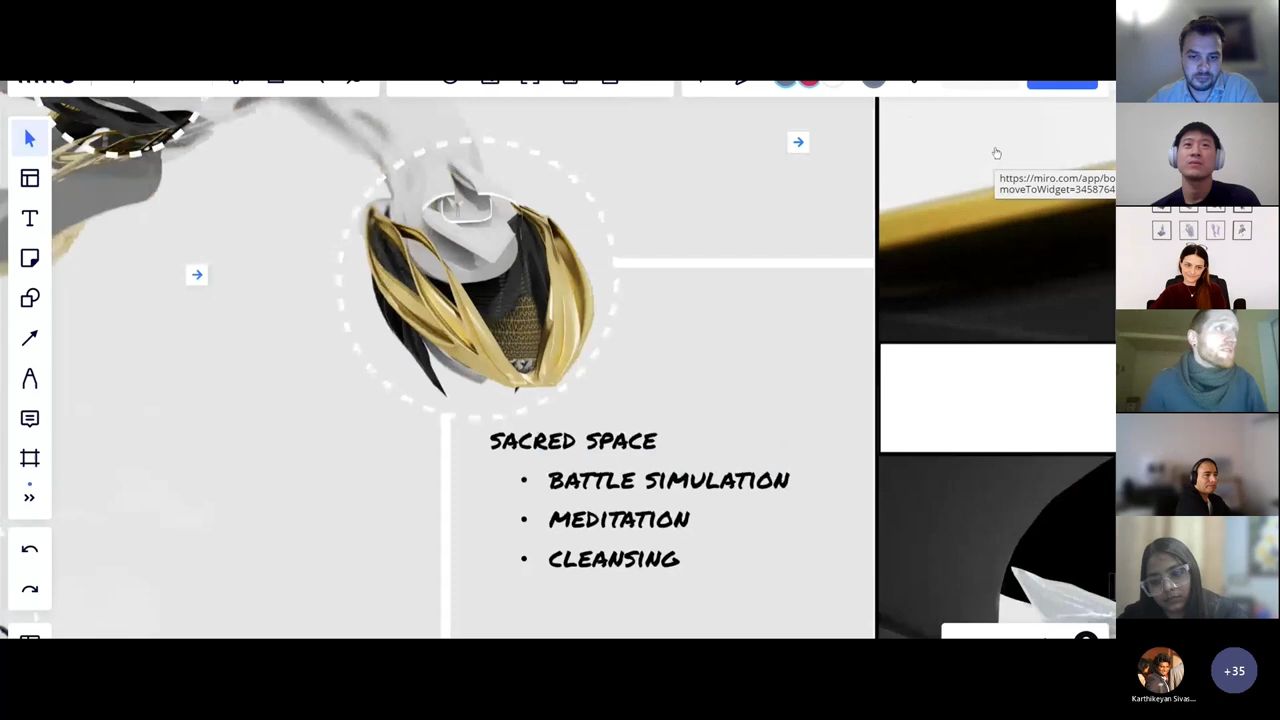 https://miro.com/app/bo
moveToWidget=3458764
SACRED SPACE
• BATTLE SIMULATION
• MEDITATION
• CLEANSING
Karthikeyan Sivas...
+35